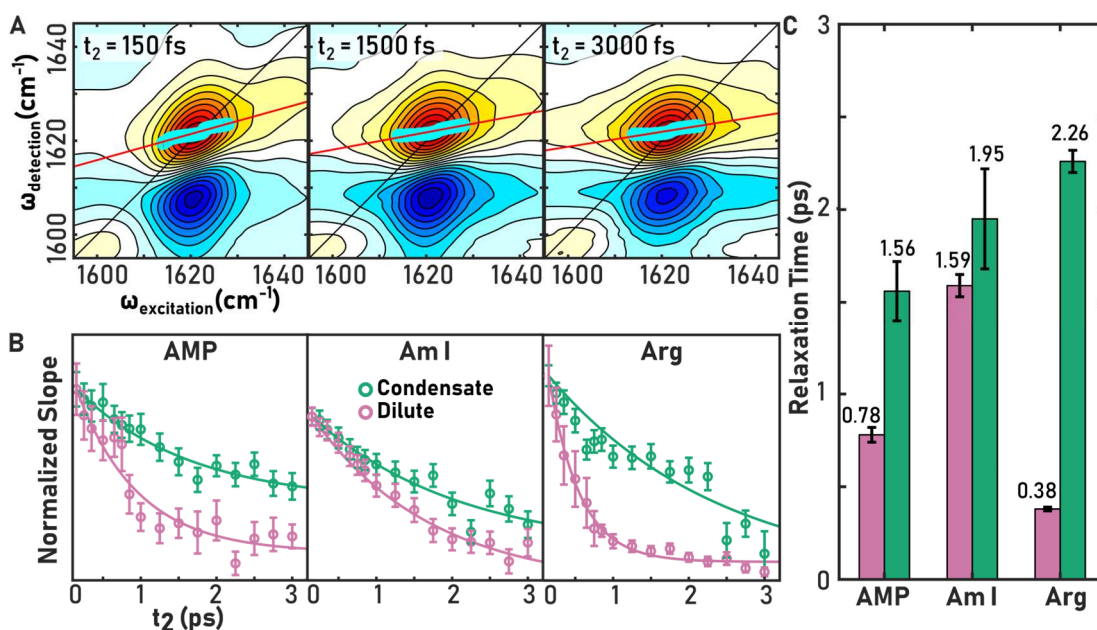 A
t₂ = 150 fs
t₂ = 1500 fs
t₂ = 3000 fs
ω detection (cm⁻¹)
1640
1620
1600
1600 1620 1640
1600 1620 1640
1600 1620 1640
ω excitation (cm⁻¹)
B
AMP
Am I
Arg
Condensate
Dilute
Normalized Slope
0 1 2 3
0 1 2 3
0 1 2 3
t₂ (ps)
C
Relaxation Time (ps)
3
2
1
0
0.78
1.56
1.59
1.95
0.38
2.26
AMP Am I Arg